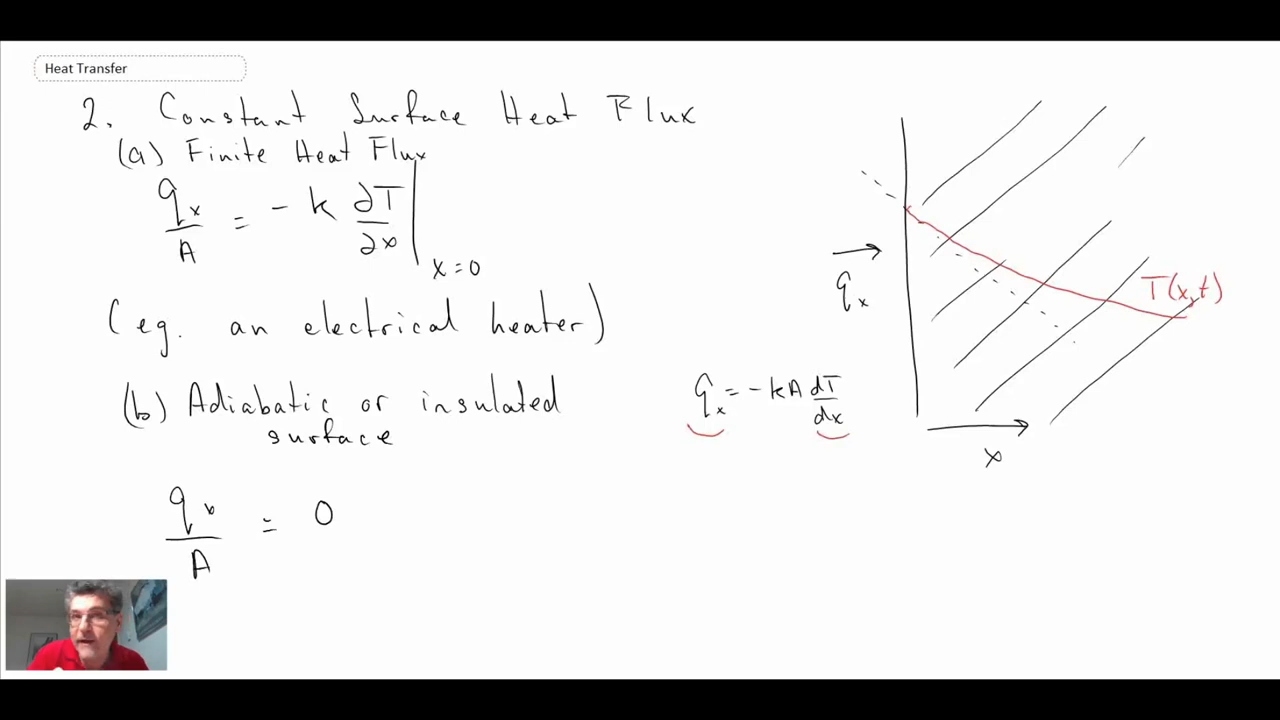 Heat Transfer
2. Constant Surface Heat Flux
(a) Finite Heat Flux
qx/A = -k ∂T/∂x |x=0
(eg. an electrical heater)
(b) Adiabatic or insulated
surface
qx/A = 0
qx = -kA dT/dx
qx
T(x,t)
x